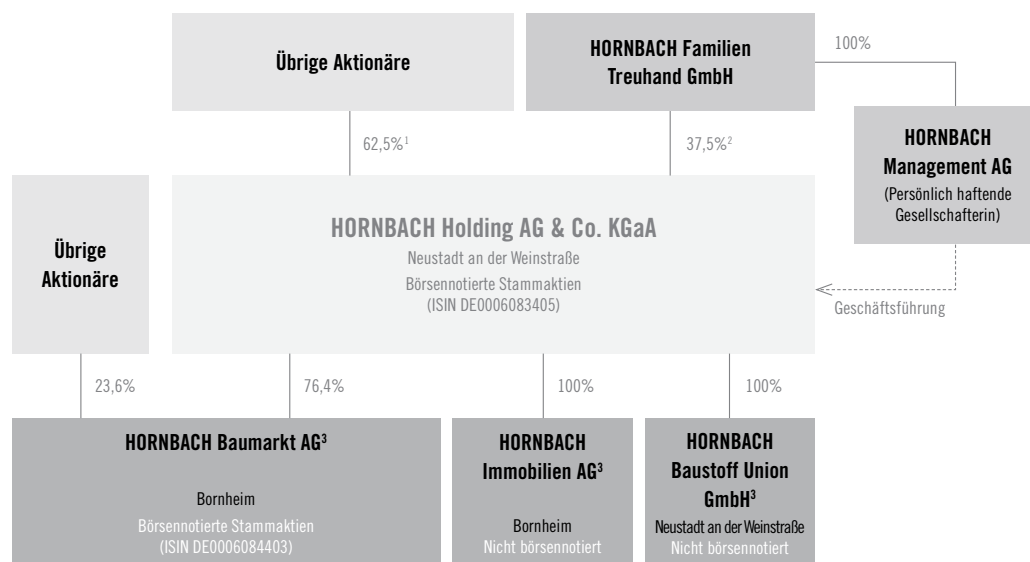 Übrige Aktionäre
HORNBACH Familien
Treuhand GmbH
100%
62,5%¹
37,5%²
HORNBACH
Management AG
(Persönlich haftende
Gesellschafterin)
Übrige
Aktionäre
HORNBACH Holding AG & Co. KGaA
Neustadt an der Weinstraße
Börsennotierte Stammaktien
(ISIN DE0006083405)
Geschäftsführung
23,6%
76,4%
100%
100%
HORNBACH Baumarkt AG³
Bornheim
Börsennotierte Stammaktien
(ISIN DE0006084403)
HORNBACH
Immobilien AG³
Bornheim
Nicht börsennotiert
HORNBACH
Baustoff Union
GmbH³
Neustadt an der Weinstraße
Nicht börsennotiert